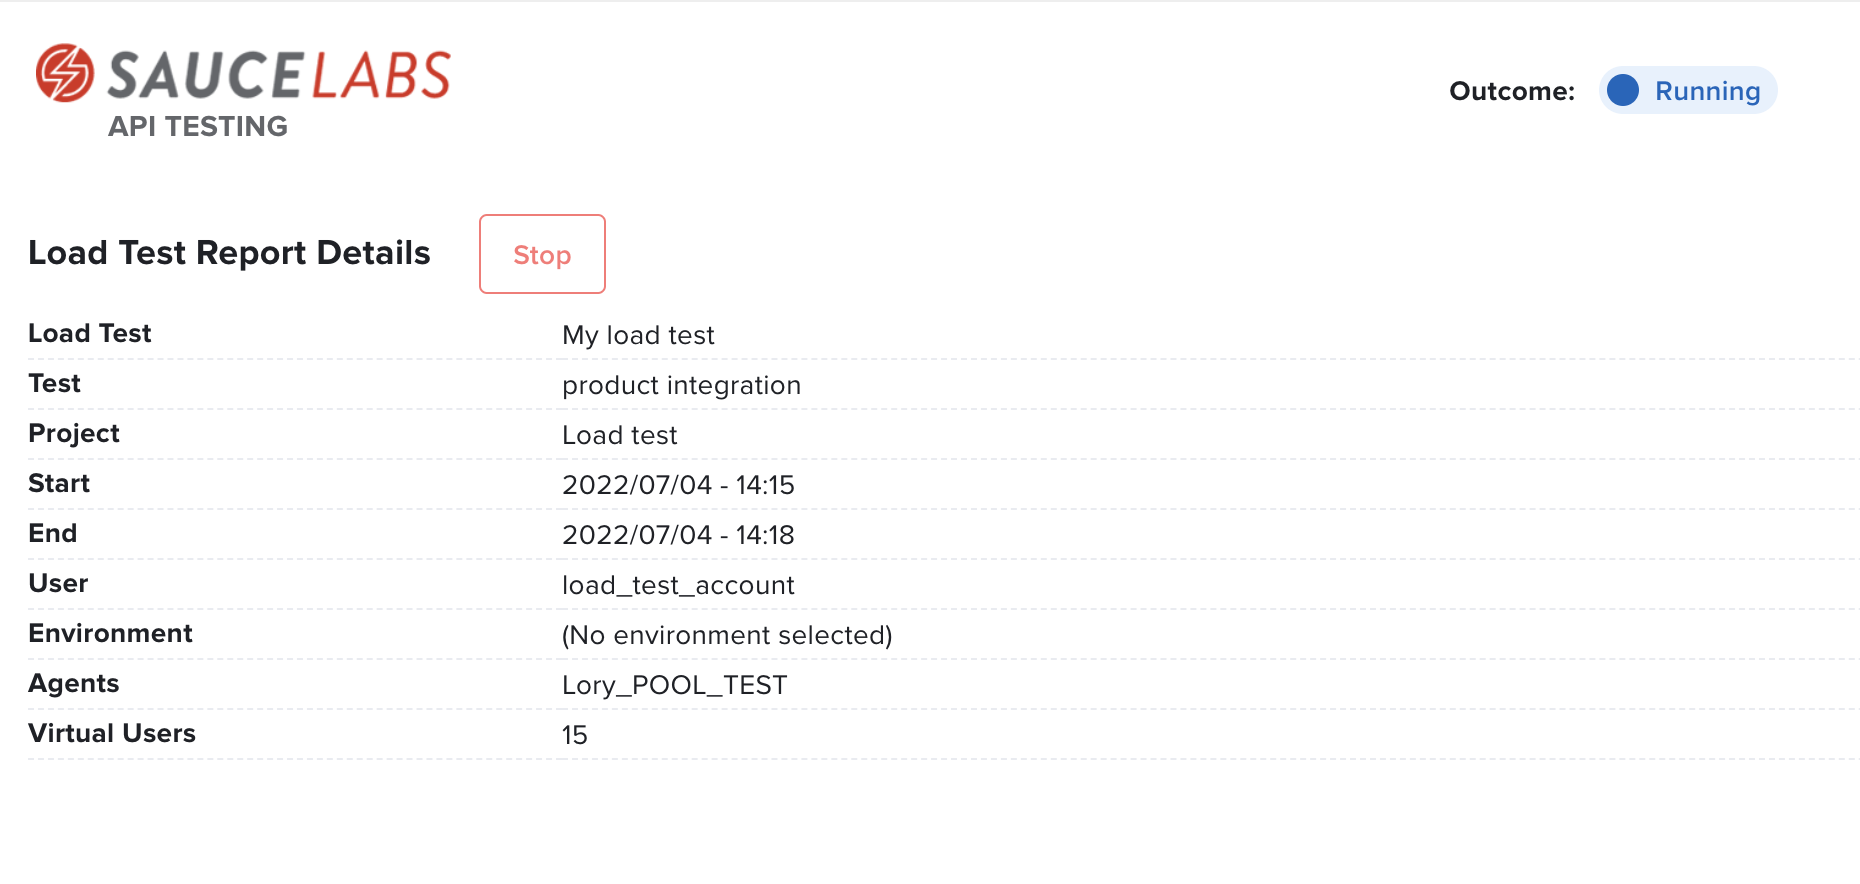 SAUCELABS
API TESTING
Outcome: Running
Load Test Report Details Stop
Load Test My load test
Test product integration
Project Load test
Start 2022/07/04 - 14:15
End 2022/07/04 - 14:18
User load_test_account
Environment (No environment selected)
Agents Lory_POOL_TEST
Virtual Users 15